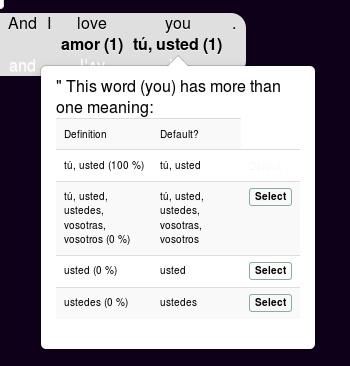 And I love you .
amor (1) tú, usted (1)
and
" This word (you) has more than
one meaning:
Definition Default?
tú, usted (100 %) tú, usted
tú, usted, tú, usted, Select
ustedes, ustedes,
vosotras, vosotras,
vosotros (0 %) vosotros
usted (0 %) usted Select
ustedes (0 %) ustedes Select